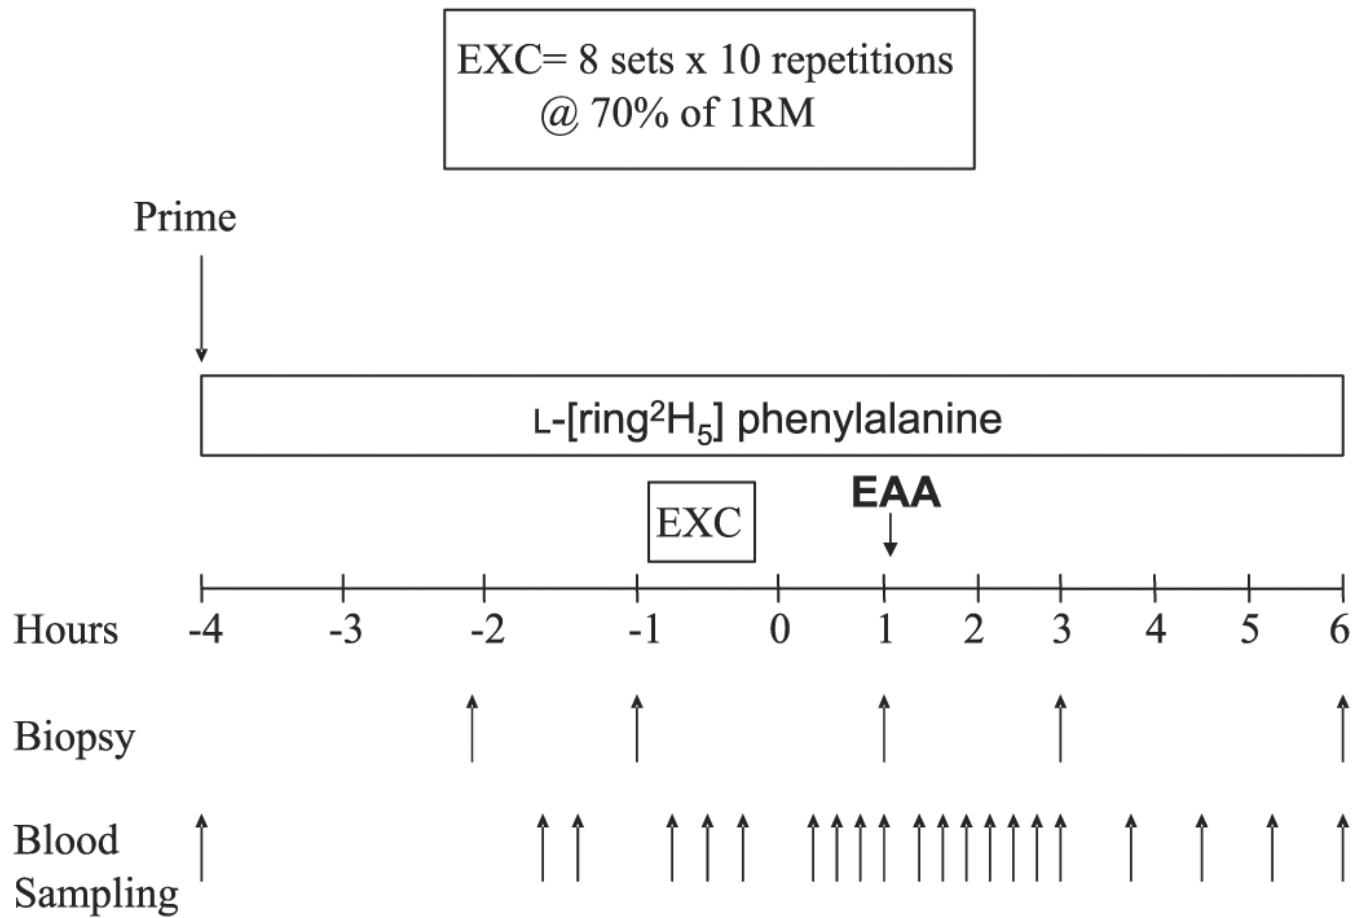 EXC= 8 sets x 10 repetitions
@ 70% of 1RM
Prime
L-[ring²H₅] phenylalanine
EXC
EAA
Hours -4 -3 -2 -1 0 1 2 3 4 5 6
Biopsy
Blood
Sampling